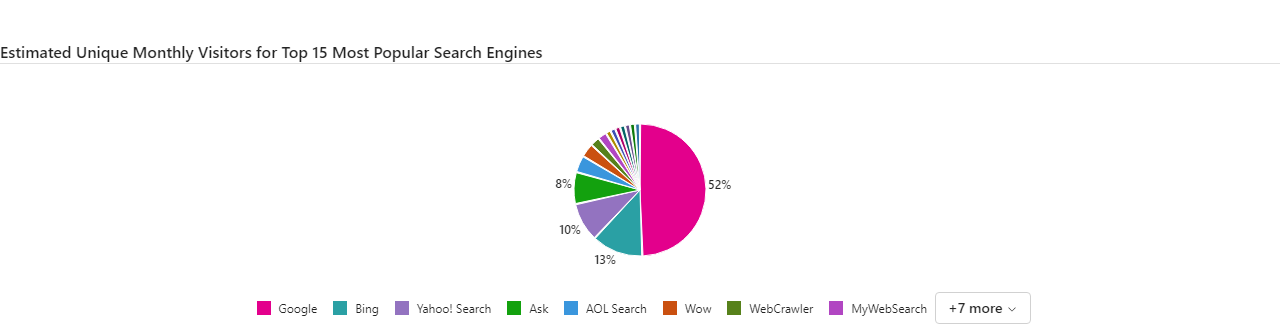 Estimated Unique Monthly Visitors for Top 15 Most Popular Search Engines
8%
52%
10%
13%
Google Bing Yahoo! Search Ask AOL Search Wow WebCrawler MyWebSearch +7 more